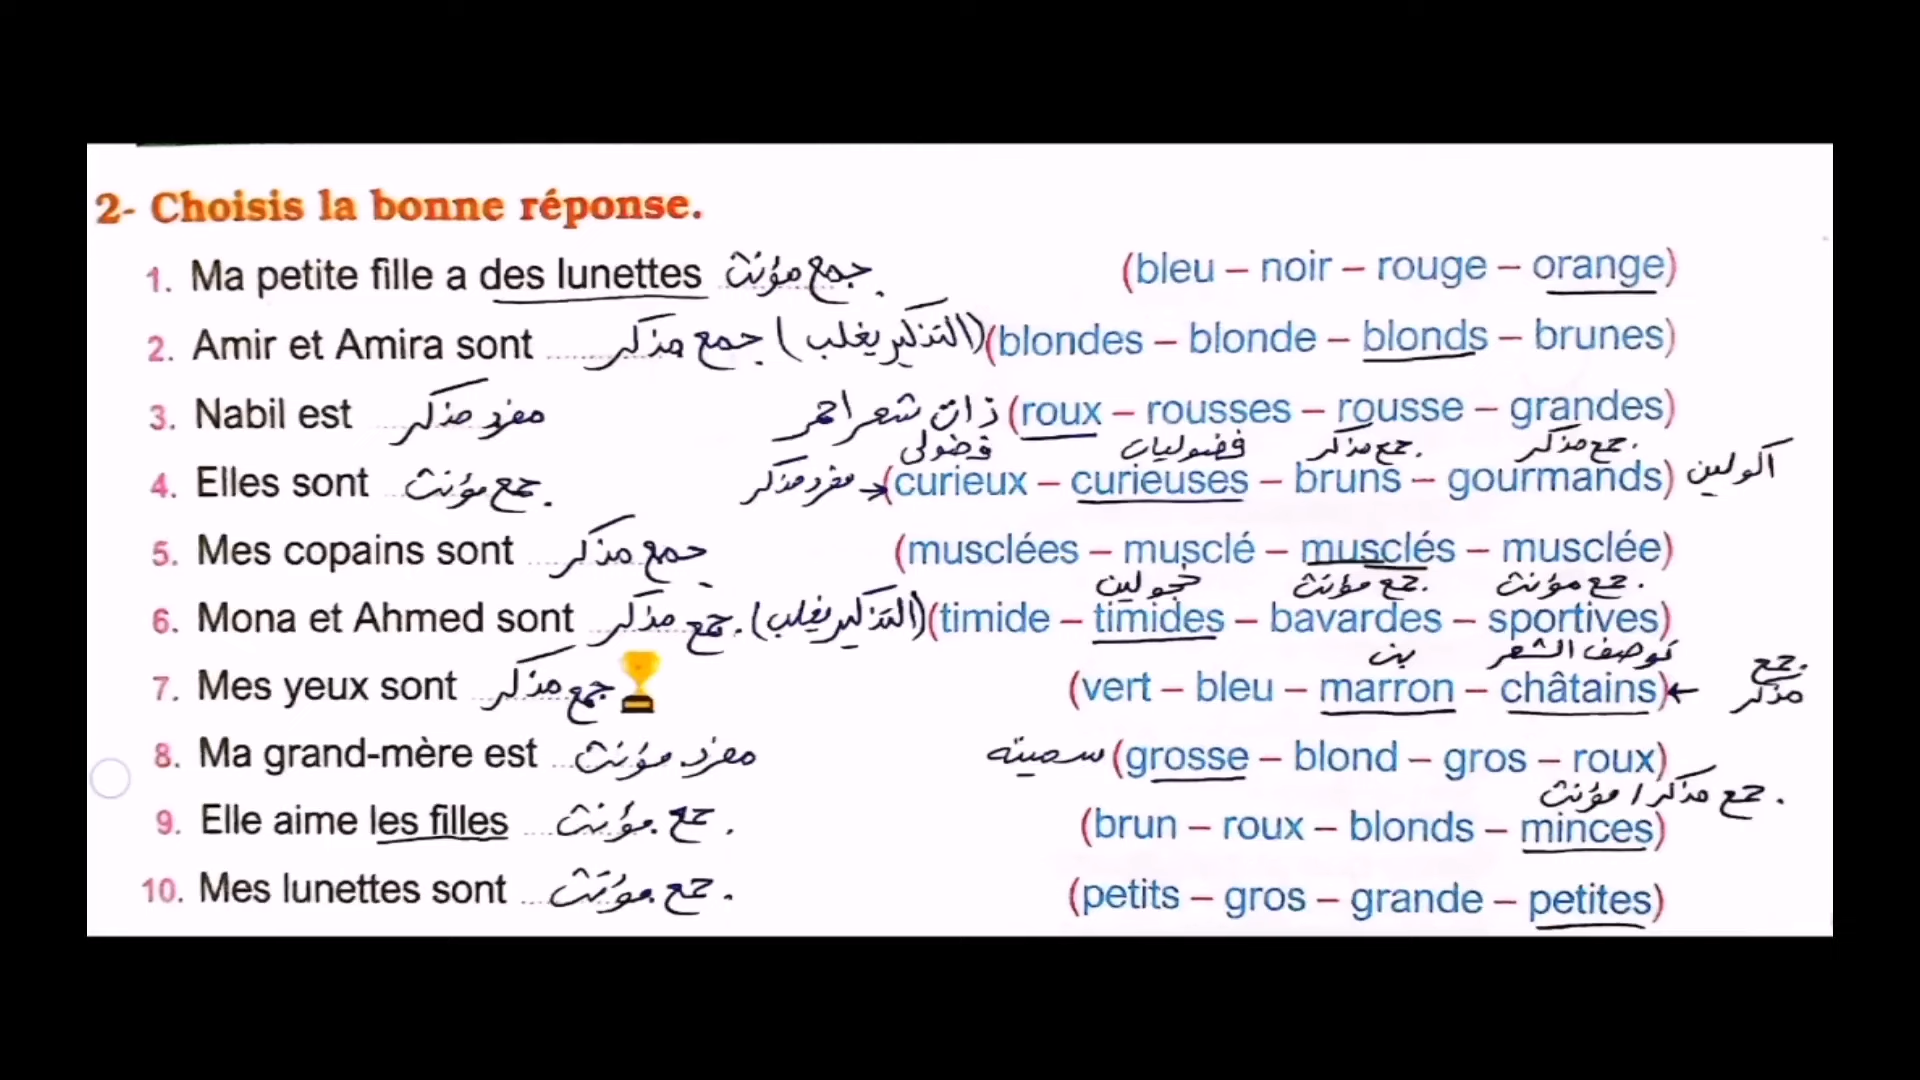 2- Choisis la bonne réponse.
1. Ma petite fille a des lunettes جمع مؤنث. (bleu – noir – rouge – orange)
2. Amir et Amira sont ...... جمع مذكر (التذكير يغلب) (blondes – blonde – blonds – brunes)
3. Nabil est مفرد مذكر ذات شعر احمر (roux – rousses – rousse – grandes)
فضولى فضوليات جمع مذكر. جمع مذكر.
4. Elles sont جمع مؤنث. مفرد مذكر → (curieux – curieuses – bruns – gourmands) أكولين
5. Mes copains sont ... جمع مذكر (musclées – musclé – musclés – musclée)
خجولين جمع مؤنث. جمع مؤنث.
6. Mona et Ahmed sont ... جمع مذكر. (التذكير يغلب) (timide – timides – bavardes – sportives)
بنى توصف الشعر
7. Mes yeux sont جمع مذكر (vert – bleu – marron – châtains) ← جمع مذكر
8. Ma grand-mère est ... مفرد مؤنث سمينه (grosse – blond – gros – roux)
جمع مذكر / مؤنث.
9. Elle aime les filles ... جمع مؤنث. (brun – roux – blonds – minces)
10. Mes lunettes sont ... جمع مؤنث. (petits – gros – grande – petites)